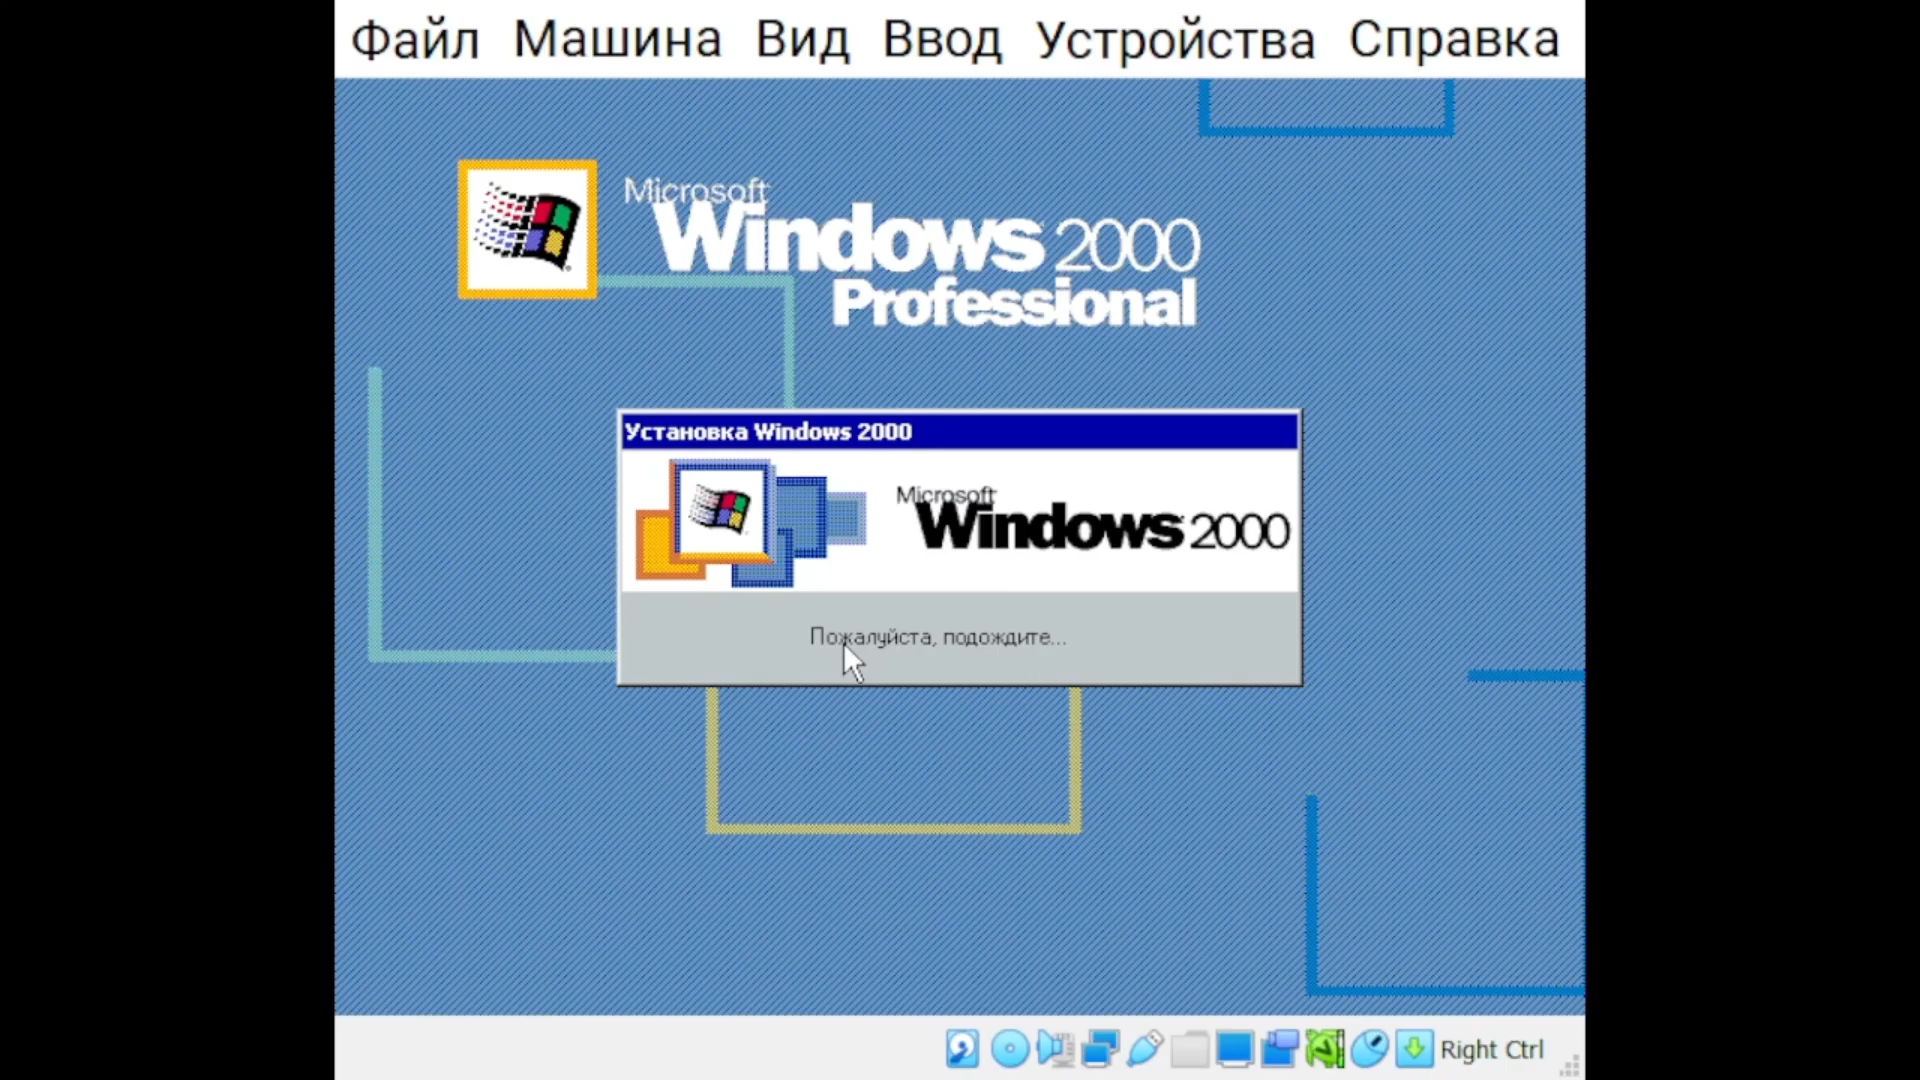 Файл Машина Вид Ввод Устройства Справка
Microsoft
Windows 2000
Professional
Установка Windows 2000
Microsoft
Windows 2000
Пожалуйста, подождите...
Right Ctrl